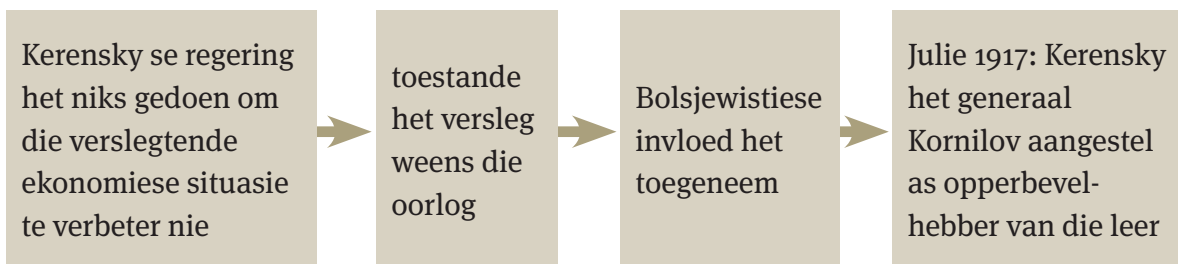 Kerensky se regering
het niks gedoen om
die verslegtende
ekonomiese situasie
te verbeter nie
toestande
het versleg
weens die
oorlog
Bolsjewistiese
invloed het
toegeneem
Julie 1917: Kerensky
het generaal
Kornilov aangestel
as opperbevel-
hebber van die leer